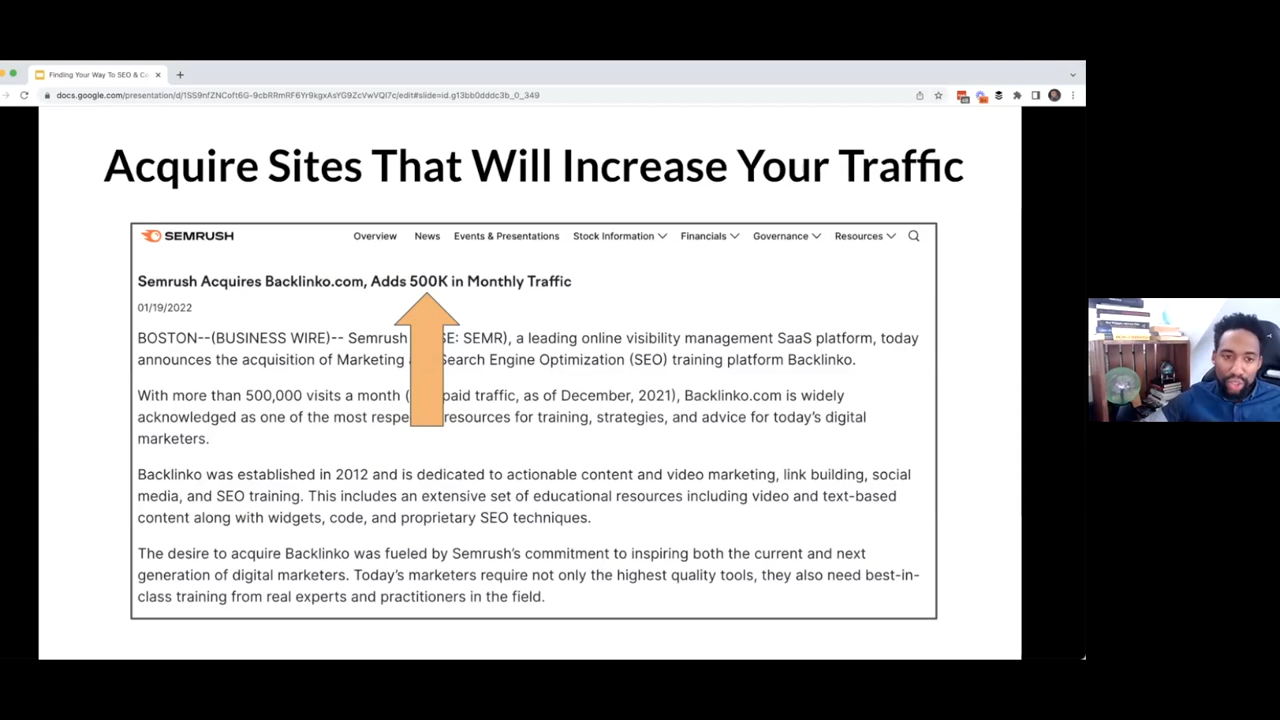 Finding Your Way To SEO & Co
docs.google.com/presentation/d/1SS9nfZNCoft6G-9cbRRmRF6Yr9kgxAsYG9ZcVwVQI7c/edit#slide=id.g13bb0dddc3b_0_349
Acquire Sites That Will Increase Your Traffic
SEMRUSH Overview News Events & Presentations Stock Information Financials Governance Resources
Semrush Acquires Backlinko.com, Adds 500K in Monthly Traffic
01/19/2022
BOSTON--(BUSINESS WIRE)-- Semrush SE: SEMR), a leading online visibility management SaaS platform, today
announces the acquisition of Marketing Search Engine Optimization (SEO) training platform Backlinko.
With more than 500,000 visits a month ( paid traffic, as of December, 2021), Backlinko.com is widely
acknowledged as one of the most respe resources for training, strategies, and advice for today's digital
marketers.
Backlinko was established in 2012 and is dedicated to actionable content and video marketing, link building, social
media, and SEO training. This includes an extensive set of educational resources including video and text-based
content along with widgets, code, and proprietary SEO techniques.
The desire to acquire Backlinko was fueled by Semrush's commitment to inspiring both the current and next
generation of digital marketers. Today's marketers require not only the highest quality tools, they also need best-in-
class training from real experts and practitioners in the field.